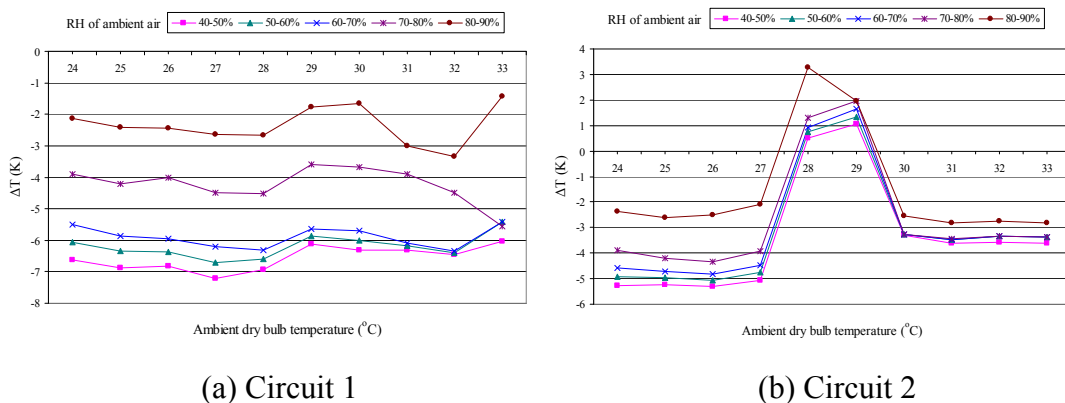 RH of ambient air
40-50% 50-60% 60-70% 70-80% 80-90%
0
-1
-2
-3
-4
-5
-6
-7
-8
24 25 26 27 28 29 30 31 32 33
ΔT (K)
Ambient dry bulb temperature (°C)
(a) Circuit 1
RH of ambient air
40-50% 50-60% 60-70% 70-80% 80-90%
4
3
2
1
0
-1
-2
-3
-4
-5
-6
24 25 26 27 28 29 30 31 32 33
ΔT (K)
Ambient dry bulb temperature (°C)
(b) Circuit 2